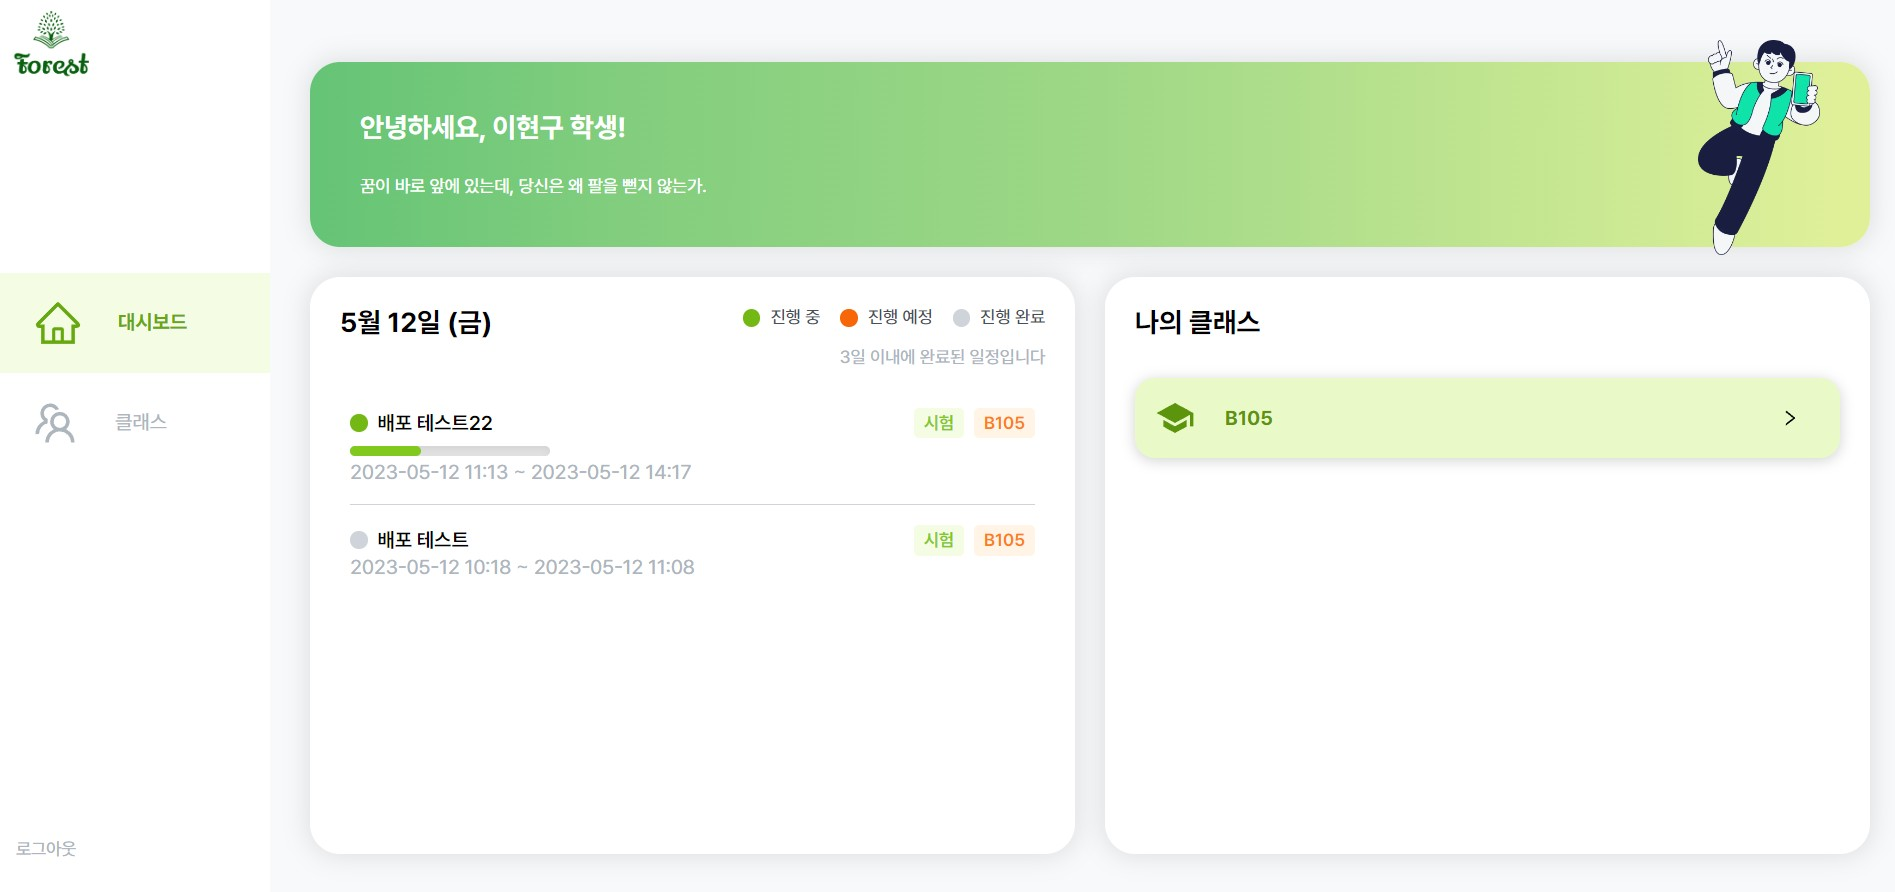 Forest
대시보드
클래스
로그아웃
안녕하세요, 이현구 학생!
꿈이 바로 앞에 있는데, 당신은 왜 팔을 뻗지 않는가.
5월 12일 (금)
진행 중 진행 예정 진행 완료
3일 이내에 완료된 일정입니다
배포 테스트22 시험 B105
2023-05-12 11:13 ~ 2023-05-12 14:17
배포 테스트 시험 B105
2023-05-12 10:18 ~ 2023-05-12 11:08
나의 클래스
B105